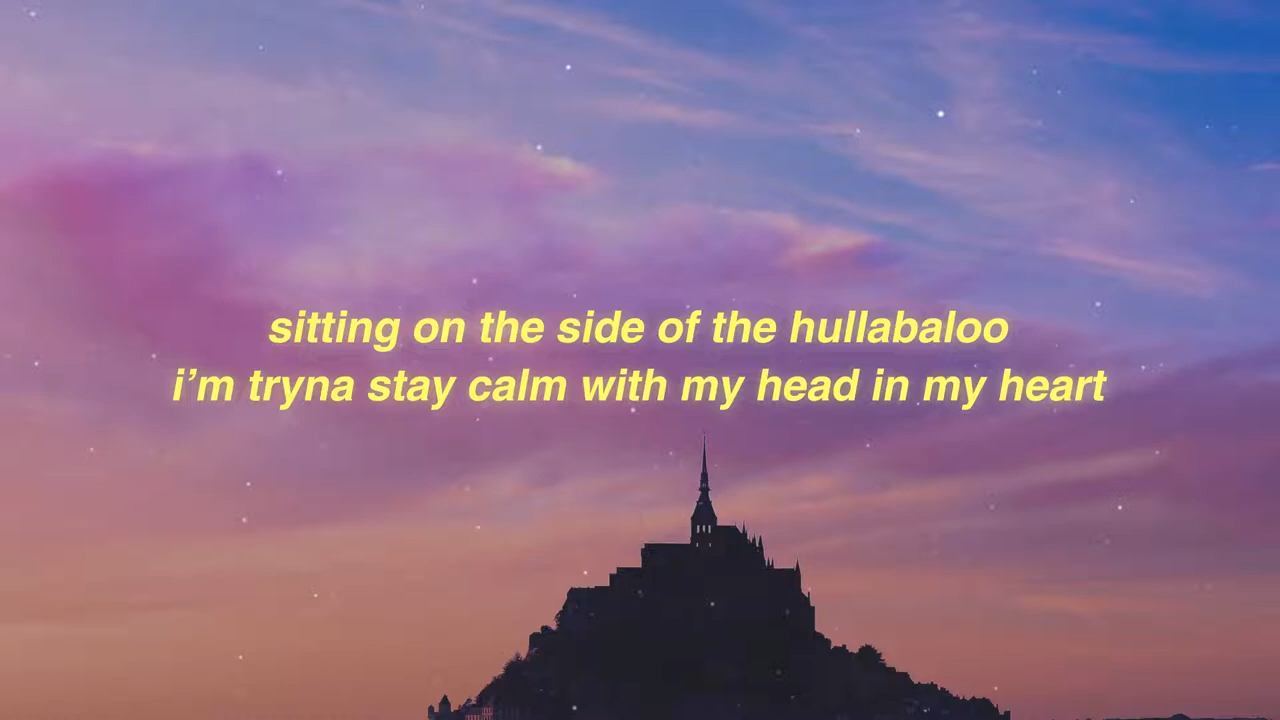 sitting on the side of the hullabaloo
i’m tryna stay calm with my head in my heart